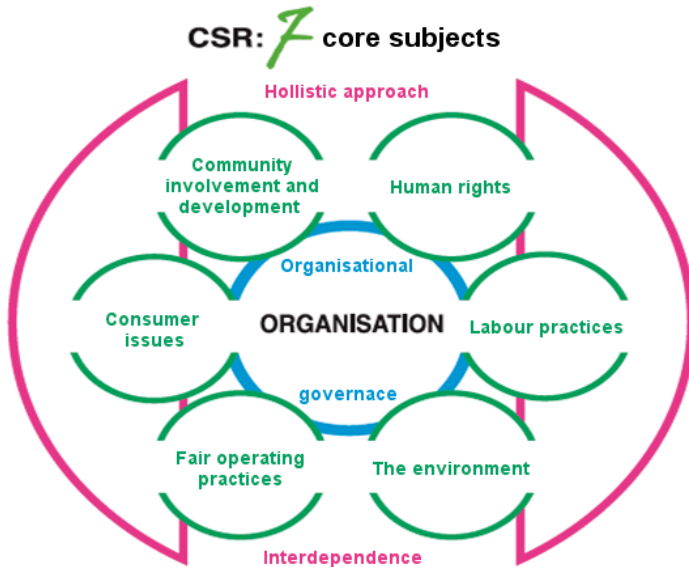 CSR: 7 core subjects
Hollistic approach
Community
involvement and
development
Human rights
Organisational
Consumer
issues
ORGANISATION
Labour practices
governace
Fair operating
practices
The environment
Interdependence